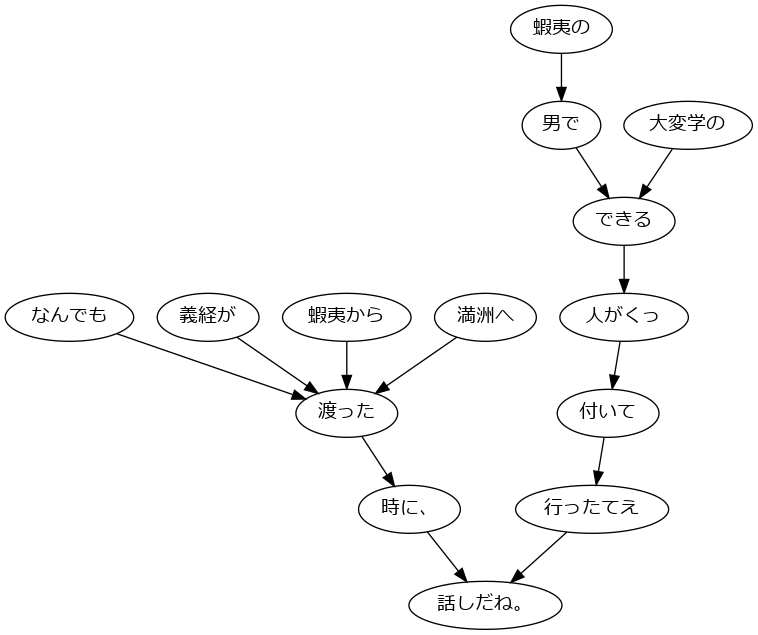 蝦夷の
男で
大変学の
できる
なんでも
義経が
蝦夷から
満洲へ
人がくっ
渡った
付いて
時に、
行ったてえ
話しだね。